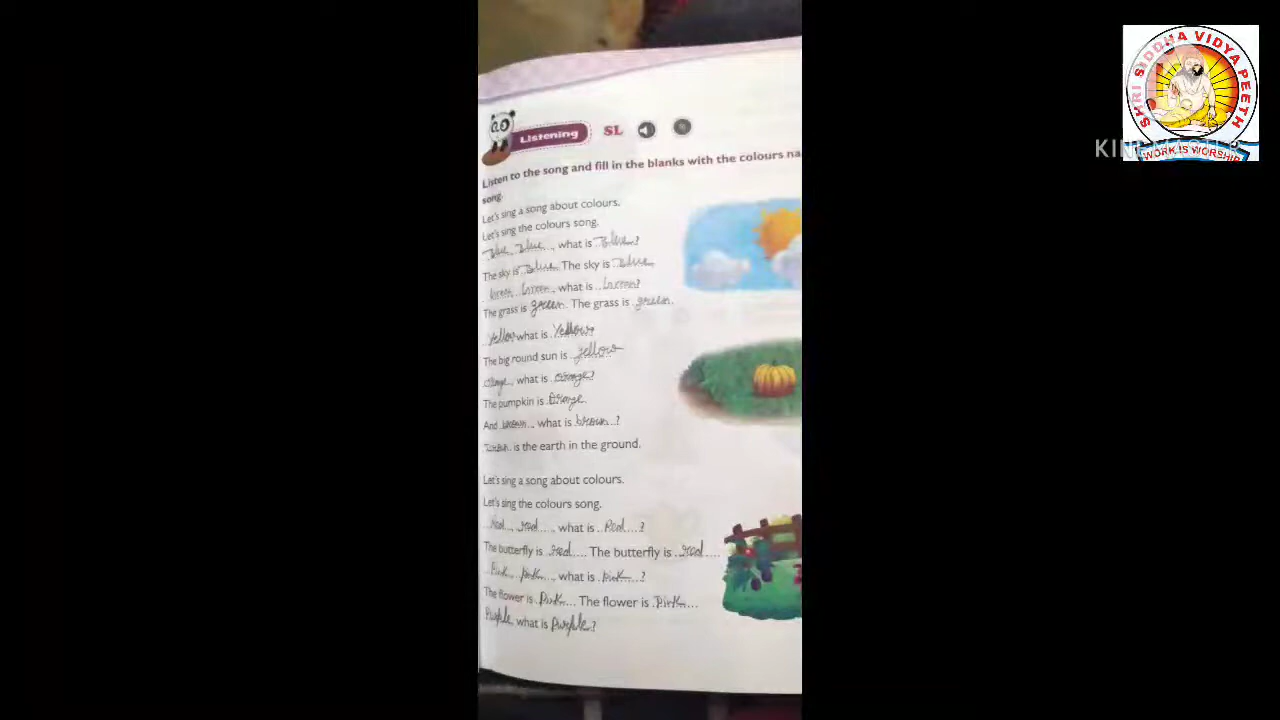 SHRI SIDDHA VIDYA PEETH
WORK IS WORSHIP
Listening SL
Listen to the song and fill in the blanks with the colours na
song.
Let's sing a song about colours.
Let's sing the colours song.
Blue Blue, what is Blue?
The sky is Blue. The sky is Blue
Green Green, what is Green?
The grass is green. The grass is green.
Yellow what is Yellow?
The big round sun is yellow
Orange, what is orange?
The pumpkin is Orange.
And brown, what is brown?
Brown is the earth in the ground.
Let's sing a song about colours.
Let's sing the colours song.
Red, red, what is Red?
The butterfly is red. The butterfly is red
Pink pink, what is pink?
The flower is Pink. The flower is Pink
Purple what is purple?